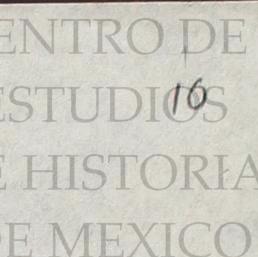 ENTRO DE
16
ESTUDIOS
E HISTORIA
DE MEXICO